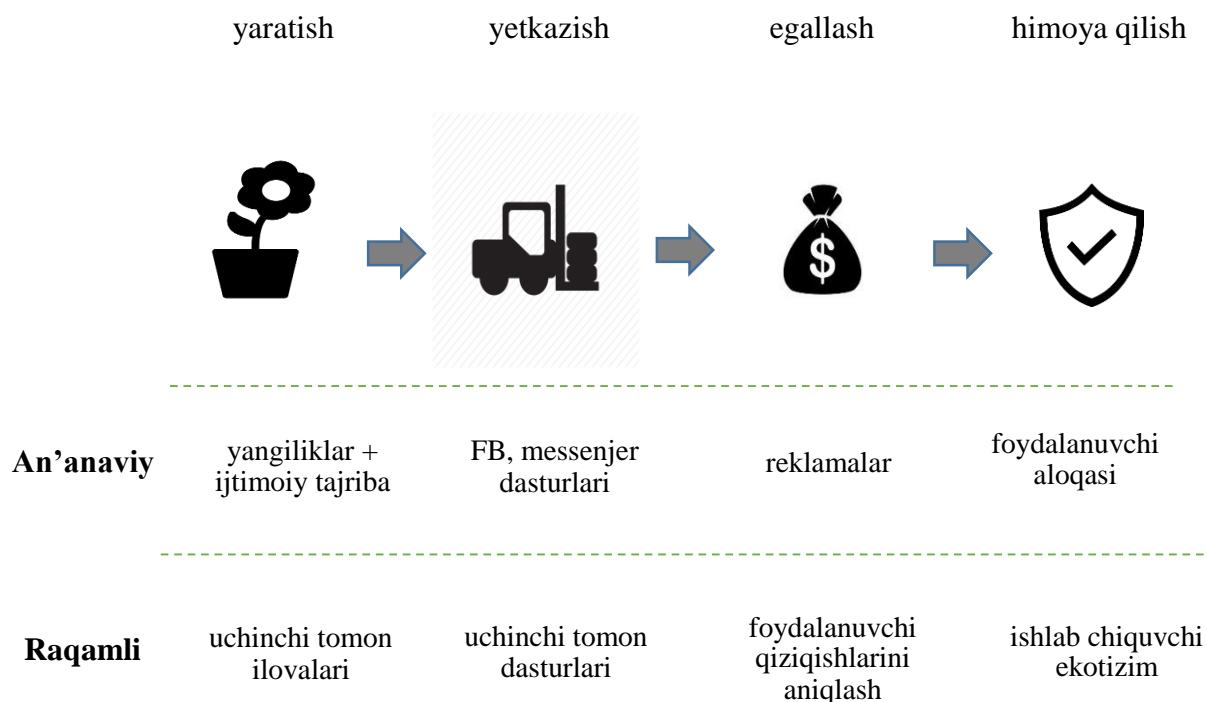 yaratish yetkazish egallash himoya qilish
$
An’anaviy
yangiliklar +
ijtimoiy tajriba
FB, messenjer
dasturlari
reklamalar
foydalanuvchi
aloqasi
Raqamli
uchinchi tomon
ilovalari
uchinchi tomon
dasturlari
foydalanuvchi
qiziqishlarini
aniqlash
ishlab chiquvchi
ekotizim